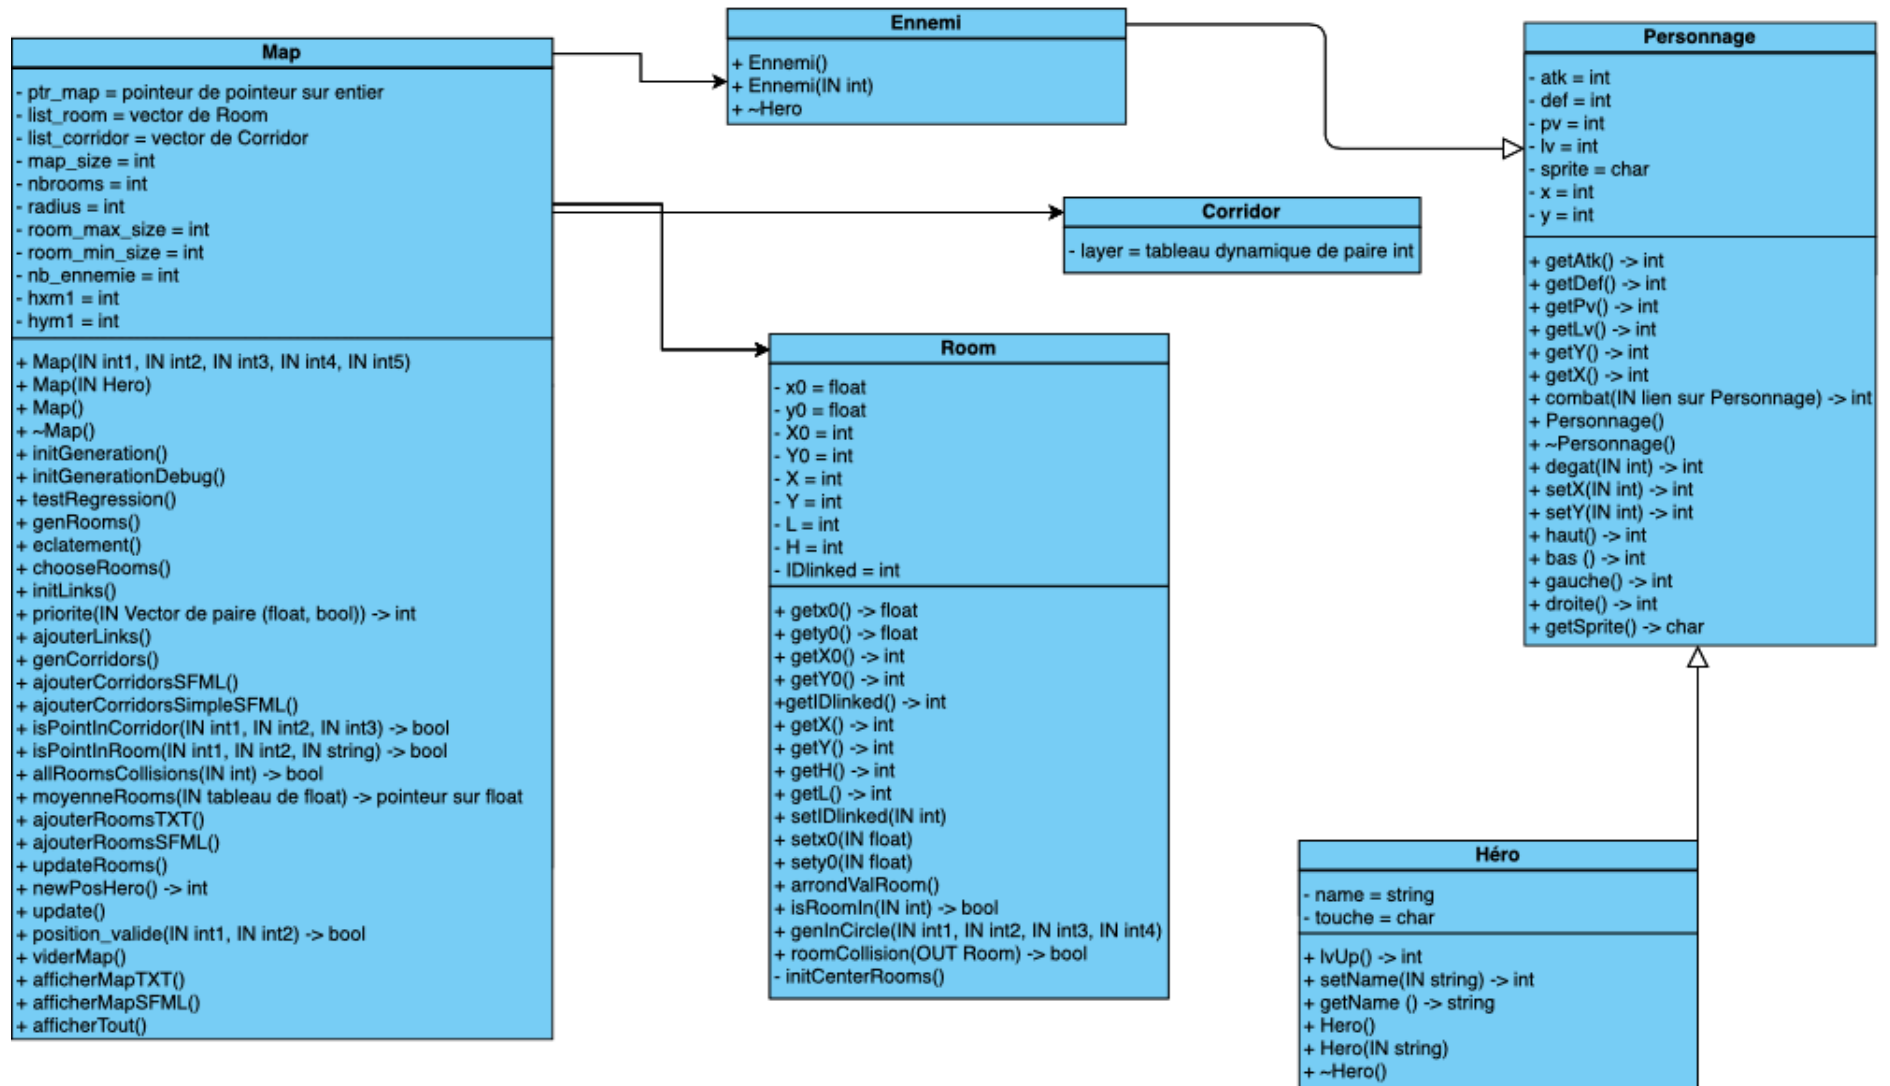 Map
- ptr_map = pointeur de pointeur sur entier
- list_room = vector de Room
- list_corridor = vector de Corridor
- map_size = int
- nbrooms = int
- radius = int
- room_max_size = int
- room_min_size = int
- nb_ennemie = int
- hxm1 = int
- hym1 = int
+ Map(IN int1, IN int2, IN int3, IN int4, IN int5)
+ Map(IN Hero)
+ Map()
+ ~Map()
+ initGeneration()
+ initGenerationDebug()
+ testRegression()
+ genRooms()
+ eclatement()
+ chooseRooms()
+ initLinks()
+ priorite(IN Vector de paire (float, bool)) -> int
+ ajouterLinks()
+ genCorridors()
+ ajouterCorridorsSFML()
+ ajouterCorridorsSimpleSFML()
+ isPointInCorridor(IN int1, IN int2, IN int3) -> bool
+ isPointInRoom(IN int1, IN int2, IN string) -> bool
+ allRoomsCollisions(IN int) -> bool
+ moyenneRooms(IN tableau de float) -> pointeur sur float
+ ajouterRoomsTXT()
+ ajouterRoomsSFML()
+ updateRooms()
+ newPosHero() -> int
+ update()
+ position_valide(IN int1, IN int2) -> bool
+ viderMap()
+ afficherMapTXT()
+ afficherMapSFML()
+ afficherTout()
Ennemi
+ Ennemi()
+ Ennemi(IN int)
+ ~Hero
Corridor
- layer = tableau dynamique de paire int
Room
- x0 = float
- y0 = float
- X0 = int
- Y0 = int
- X = int
- Y = int
- L = int
- H = int
- IDlinked = int
+ getx0() -> float
+ gety0() -> float
+ getX0() -> int
+ getY0() -> int
+getIDlinked() -> int
+ getX() -> int
+ getY() -> int
+ getH() -> int
+ getL() -> int
+ setIDlinked(IN int)
+ setx0(IN float)
+ sety0(IN float)
+ arrondValRoom()
+ isRoomIn(IN int) -> bool
+ genInCircle(IN int1, IN int2, IN int3, IN int4)
+ roomCollision(OUT Room) -> bool
- initCenterRooms()
Personnage
- atk = int
- def = int
- pv = int
- lv = int
- sprite = char
- x = int
- y = int
+ getAtk() -> int
+ getDef() -> int
+ getPv() -> int
+ getLv() -> int
+ getY() -> int
+ getX() -> int
+ combat(IN lien sur Personnage) -> int
+ Personnage()
+ ~Personnage()
+ degat(IN int) -> int
+ setX(IN int) -> int
+ setY(IN int) -> int
+ haut() -> int
+ bas () -> int
+ gauche() -> int
+ droite() -> int
+ getSprite() -> char
Héro
- name = string
- touche = char
+ lvUp() -> int
+ setName(IN string) -> int
+ getName () -> string
+ Hero()
+ Hero(IN string)
+ ~Hero()